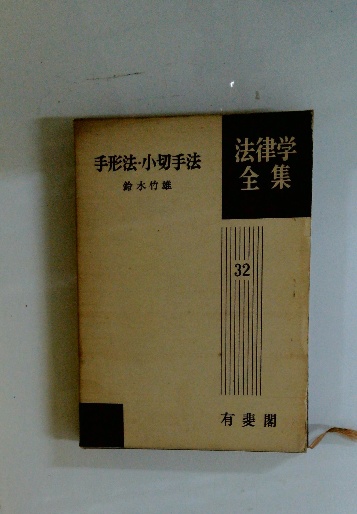 手形法・小切手法
鈴木竹雄
法律学
全集
32
有斐閣